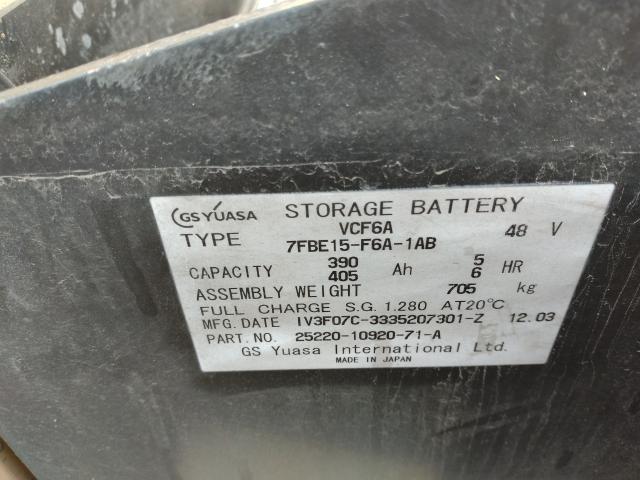 GS YUASA STORAGE BATTERY
TYPE VCF6A 48 V
7FBE15-F6A-1AB
CAPACITY 390 Ah 5 HR
405 6
ASSEMBLY WEIGHT 705 kg
FULL CHARGE S.G. 1.280 AT20℃
MFG. DATE IV3F07C-3335207301-Z 12.03
PART. NO. 25220-10920-71-A
GS Yuasa International Ltd.
MADE IN JAPAN